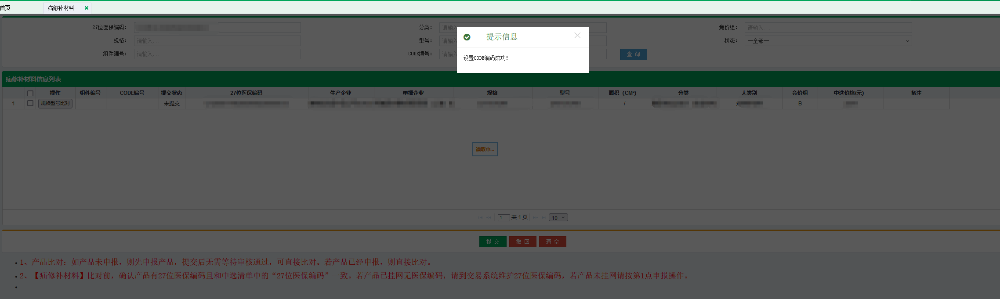 首页 疝修补材料 ×
27位医保编码： 分类： 请输入 竞价组： 请输入...
规格： 请输入... 型号： 请输入 状态： —全部—
组件编号： 请输入... CODE编号： 请输入 查 询
提示信息
设置CODE编码成功!
疝修补材料信息列表
操作 组件编号 CODE编号 提交状态 27位医保编码 生产企业 申报企业 规格 型号 面积（CM²） 分类 大类别 竞价组 中选价格(元) 备注
1 规格型号比对 未提交 / B
读取中...
1 共 1 页 10
提 交 撤 回 清 空
• 1、产品比对：如产品未申报，则先申报产品，提交后无需等待审核通过，可直接比对。若产品已经申报，则直接比对。
• 2、【疝修补材料】比对前，确认产品有27位医保编码且和中选清单中的“27位医保编码”一致。若产品已挂网无医保编码，请到交易系统维护27位医保编码，若产品未挂网请按第1点申报操作。
•